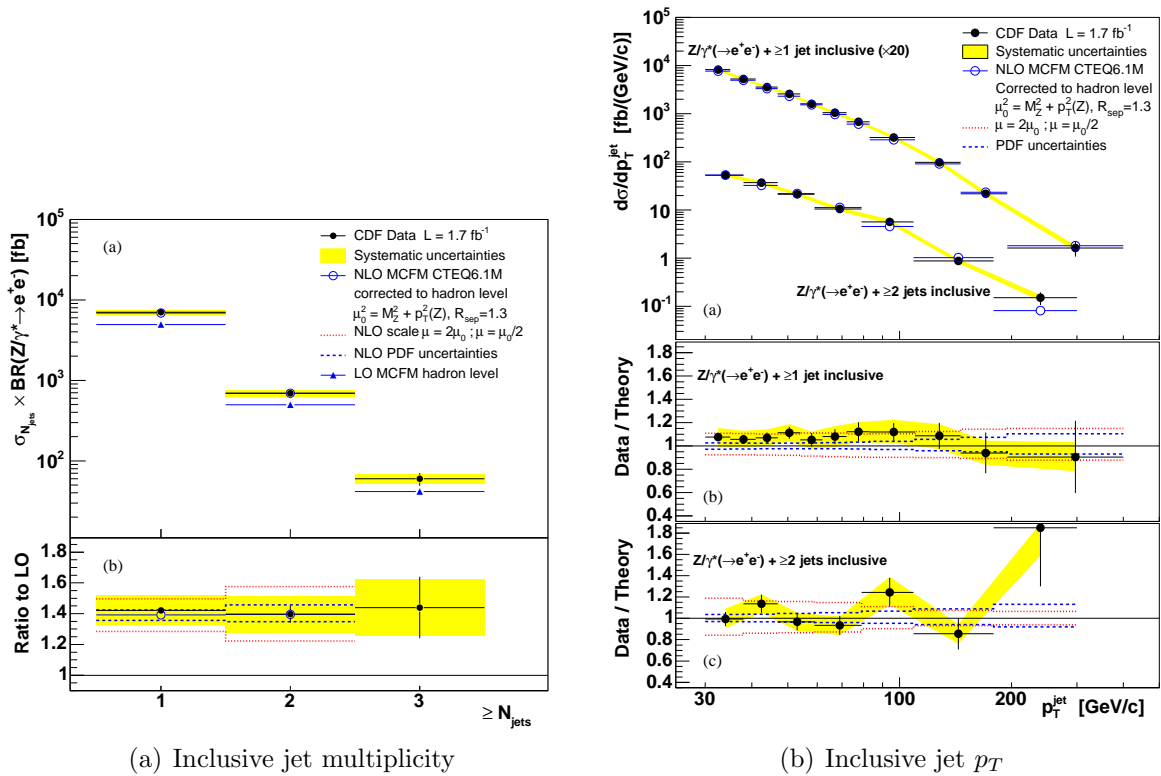 σ_{N_jets} × BR(Z/γ* → e⁺e⁻) [fb]
10⁵
10⁴
10³
10²
(a)
CDF Data L = 1.7 fb⁻¹
Systematic uncertainties
NLO MCFM CTEQ6.1M
corrected to hadron level
μ₀² = M_Z² + p_T²(Z), R_sep=1.3
NLO scale μ = 2μ₀ ; μ = μ₀/2
NLO PDF uncertainties
LO MCFM hadron level
Ratio to LO
1.8
1.6
1.4
1.2
1
(b)
1 2 3
≥ N_jets
(a) Inclusive jet multiplicity
dσ/dp_T^jet [fb/(GeV/c)]
10⁵
10⁴
10³
10²
10
1
10⁻¹
Z/γ*(→e⁺e⁻) + ≥1 jet inclusive (×20)
CDF Data L = 1.7 fb⁻¹
Systematic uncertainties
NLO MCFM CTEQ6.1M
Corrected to hadron level
μ₀² = M_Z² + p_T²(Z), R_sep=1.3
μ = 2μ₀ ; μ = μ₀/2
PDF uncertainties
Z/γ*(→e⁺e⁻) + ≥2 jets inclusive
(a)
Data / Theory
1.8
1.6
1.4
1.2
1
0.8
0.6
0.4
Z/γ*(→e⁺e⁻) + ≥1 jet inclusive
(b)
Data / Theory
1.8
1.6
1.4
1.2
1
0.8
0.6
0.4
Z/γ*(→e⁺e⁻) + ≥2 jets inclusive
(c)
30 100 200
p_T^jet [GeV/c]
(b) Inclusive jet p_T